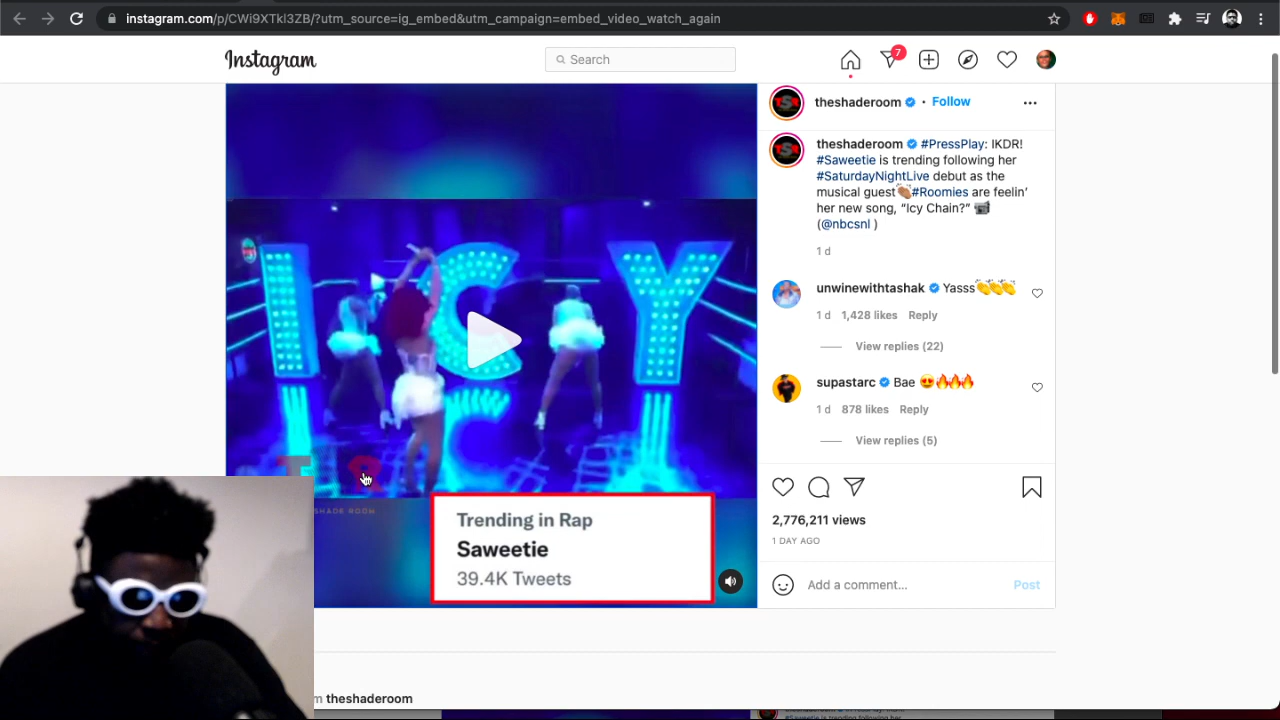 instagram.com/p/CWi9XTkl3ZB/?utm_source=ig_embed&utm_campaign=embed_video_watch_again
Instagram
Search
7
theshaderoom • Follow
theshaderoom #PressPlay: IKDR!
#Saweetie is trending following her
#SaturdayNightLive debut as the
musical guest👏🏽#Roomies are feelin'
her new song, “Icy Chain?” 📹
(@nbcsnl )
1 d
unwinewithtashak Yasss👏👏👏
1 d 1,428 likes Reply
View replies (22)
supastarc Bae 😍🔥🔥🔥
1 d 878 likes Reply
View replies (5)
2,776,211 views
1 DAY AGO
Add a comment... Post
ICY
SHADE ROOM
Trending in Rap
Saweetie
39.4K Tweets
theshaderoom